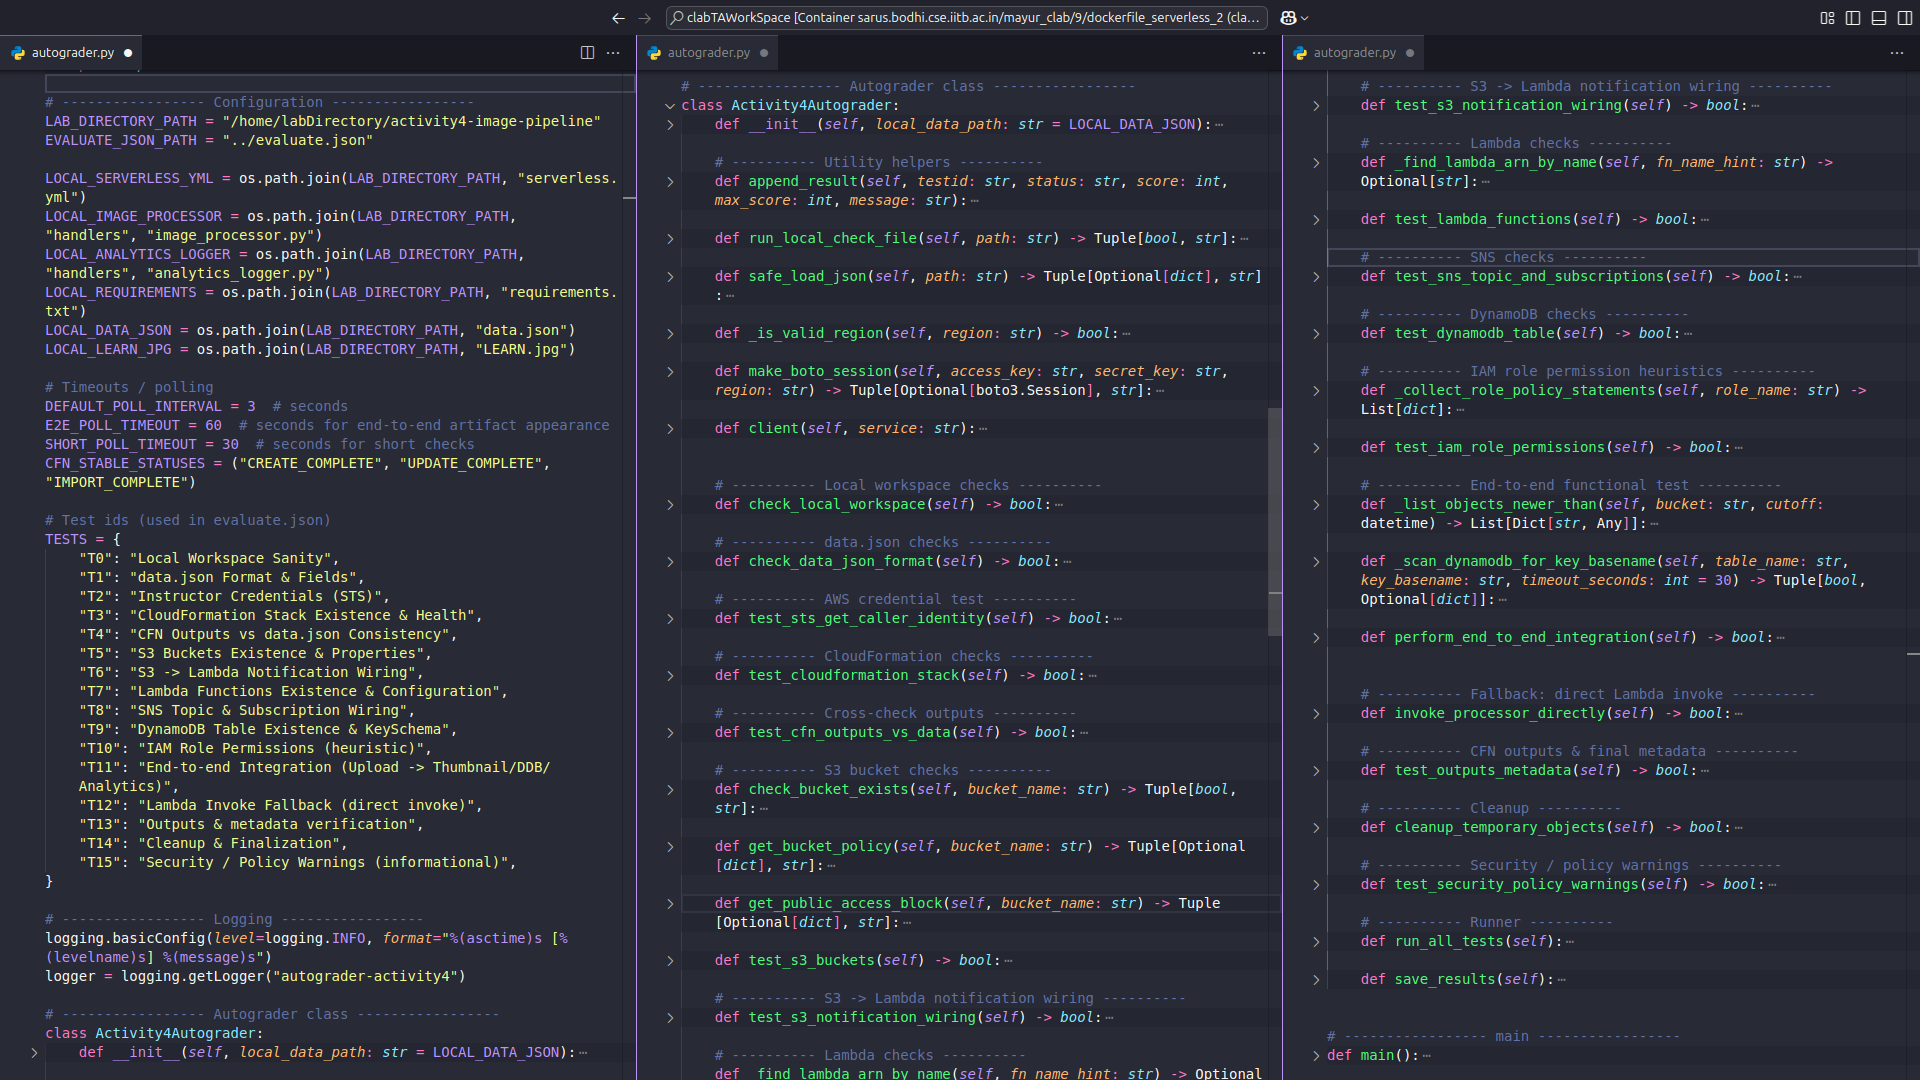 clabTAWorkSpace [Container sarus.bodhi.cse.iitb.ac.in/mayur_clab/9/dockerfile_serverless_2 (cla...
autograder.py
# ----------------- Configuration -----------------
LAB_DIRECTORY_PATH = "/home/labDirectory/activity4-image-pipeline"
EVALUATE_JSON_PATH = "../evaluate.json"
LOCAL_SERVERLESS_YML = os.path.join(LAB_DIRECTORY_PATH, "serverless.
yml")
LOCAL_IMAGE_PROCESSOR = os.path.join(LAB_DIRECTORY_PATH,
"handlers", "image_processor.py")
LOCAL_ANALYTICS_LOGGER = os.path.join(LAB_DIRECTORY_PATH,
"handlers", "analytics_logger.py")
LOCAL_REQUIREMENTS = os.path.join(LAB_DIRECTORY_PATH, "requirements.
txt")
LOCAL_DATA_JSON = os.path.join(LAB_DIRECTORY_PATH, "data.json")
LOCAL_LEARN_JPG = os.path.join(LAB_DIRECTORY_PATH, "LEARN.jpg")
# Timeouts / polling
DEFAULT_POLL_INTERVAL = 3  # seconds
E2E_POLL_TIMEOUT = 60  # seconds for end-to-end artifact appearance
SHORT_POLL_TIMEOUT = 30  # seconds for short checks
CFN_STABLE_STATUSES = ("CREATE_COMPLETE", "UPDATE_COMPLETE",
"IMPORT_COMPLETE")
# Test ids (used in evaluate.json)
TESTS = {
"T0": "Local Workspace Sanity",
"T1": "data.json Format & Fields",
"T2": "Instructor Credentials (STS)",
"T3": "CloudFormation Stack Existence & Health",
"T4": "CFN Outputs vs data.json Consistency",
"T5": "S3 Buckets Existence & Properties",
"T6": "S3 -> Lambda Notification Wiring",
"T7": "Lambda Functions Existence & Configuration",
"T8": "SNS Topic & Subscription Wiring",
"T9": "DynamoDB Table Existence & KeySchema",
"T10": "IAM Role Permissions (heuristic)",
"T11": "End-to-end Integration (Upload -> Thumbnail/DDB/
Analytics)",
"T12": "Lambda Invoke Fallback (direct invoke)",
"T13": "Outputs & metadata verification",
"T14": "Cleanup & Finalization",
"T15": "Security / Policy Warnings (informational)",
}
# ----------------- Logging -----------------
logging.basicConfig(level=logging.INFO, format="%(asctime)s [%
(levelname)s] %(message)s")
logger = logging.getLogger("autograder-activity4")
# ----------------- Autograder class -----------------
class Activity4Autograder:
def __init__(self, local_data_path: str = LOCAL_DATA_JSON):…
autograder.py
# ----------------- Autograder class -----------------
class Activity4Autograder:
def __init__(self, local_data_path: str = LOCAL_DATA_JSON):…
# ---------- Utility helpers ----------
def append_result(self, testid: str, status: str, score: int,
max_score: int, message: str):…
def run_local_check_file(self, path: str) -> Tuple[bool, str]:…
def safe_load_json(self, path: str) -> Tuple[Optional[dict], str]
:…
def _is_valid_region(self, region: str) -> bool:…
def make_boto_session(self, access_key: str, secret_key: str,
region: str) -> Tuple[Optional[boto3.Session], str]:…
def client(self, service: str):…
# ---------- Local workspace checks ----------
def check_local_workspace(self) -> bool:…
# ---------- data.json checks ----------
def check_data_json_format(self) -> bool:…
# ---------- AWS credential test ----------
def test_sts_get_caller_identity(self) -> bool:…
# ---------- CloudFormation checks ----------
def test_cloudformation_stack(self) -> bool:…
# ---------- Cross-check outputs ----------
def test_cfn_outputs_vs_data(self) -> bool:…
# ---------- S3 bucket checks ----------
def check_bucket_exists(self, bucket_name: str) -> Tuple[bool,
str]:…
def get_bucket_policy(self, bucket_name: str) -> Tuple[Optional
[dict], str]:…
def get_public_access_block(self, bucket_name: str) -> Tuple
[Optional[dict], str]:…
def test_s3_buckets(self) -> bool:…
# ---------- S3 -> Lambda notification wiring ----------
def test_s3_notification_wiring(self) -> bool:…
# ---------- Lambda checks ----------
def _find_lambda_arn_by_name(self, fn_name_hint: str) -> Optional
autograder.py
# ---------- S3 -> Lambda notification wiring ----------
def test_s3_notification_wiring(self) -> bool:…
# ---------- Lambda checks ----------
def _find_lambda_arn_by_name(self, fn_name_hint: str) ->
Optional[str]:…
def test_lambda_functions(self) -> bool:…
# ---------- SNS checks ----------
def test_sns_topic_and_subscriptions(self) -> bool:…
# ---------- DynamoDB checks ----------
def test_dynamodb_table(self) -> bool:…
# ---------- IAM role permission heuristics ----------
def _collect_role_policy_statements(self, role_name: str) ->
List[dict]:…
def test_iam_role_permissions(self) -> bool:…
# ---------- End-to-end functional test ----------
def _list_objects_newer_than(self, bucket: str, cutoff:
datetime) -> List[Dict[str, Any]]:…
def _scan_dynamodb_for_key_basename(self, table_name: str,
key_basename: str, timeout_seconds: int = 30) -> Tuple[bool,
Optional[dict]]:…
def perform_end_to_end_integration(self) -> bool:…
# ---------- Fallback: direct Lambda invoke ----------
def invoke_processor_directly(self) -> bool:…
# ---------- CFN outputs & final metadata ----------
def test_outputs_metadata(self) -> bool:…
# ---------- Cleanup ----------
def cleanup_temporary_objects(self) -> bool:…
# ---------- Security / policy warnings ----------
def test_security_policy_warnings(self) -> bool:…
# ---------- Runner ----------
def run_all_tests(self):…
def save_results(self):…
# ----------------- main -----------------
def main():…